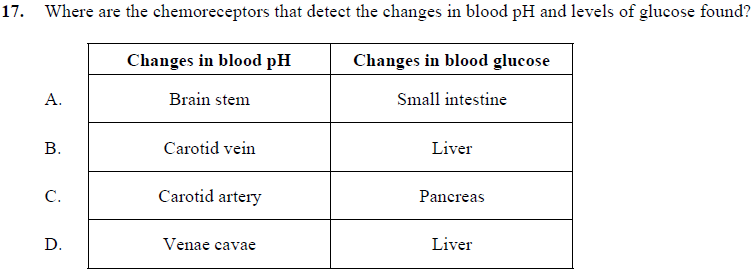 17. Where are the chemoreceptors that detect the changes in blood pH and levels of glucose found?
Changes in blood pH Changes in blood glucose
A. Brain stem Small intestine
B. Carotid vein Liver
C. Carotid artery Pancreas
D. Venae cavae Liver